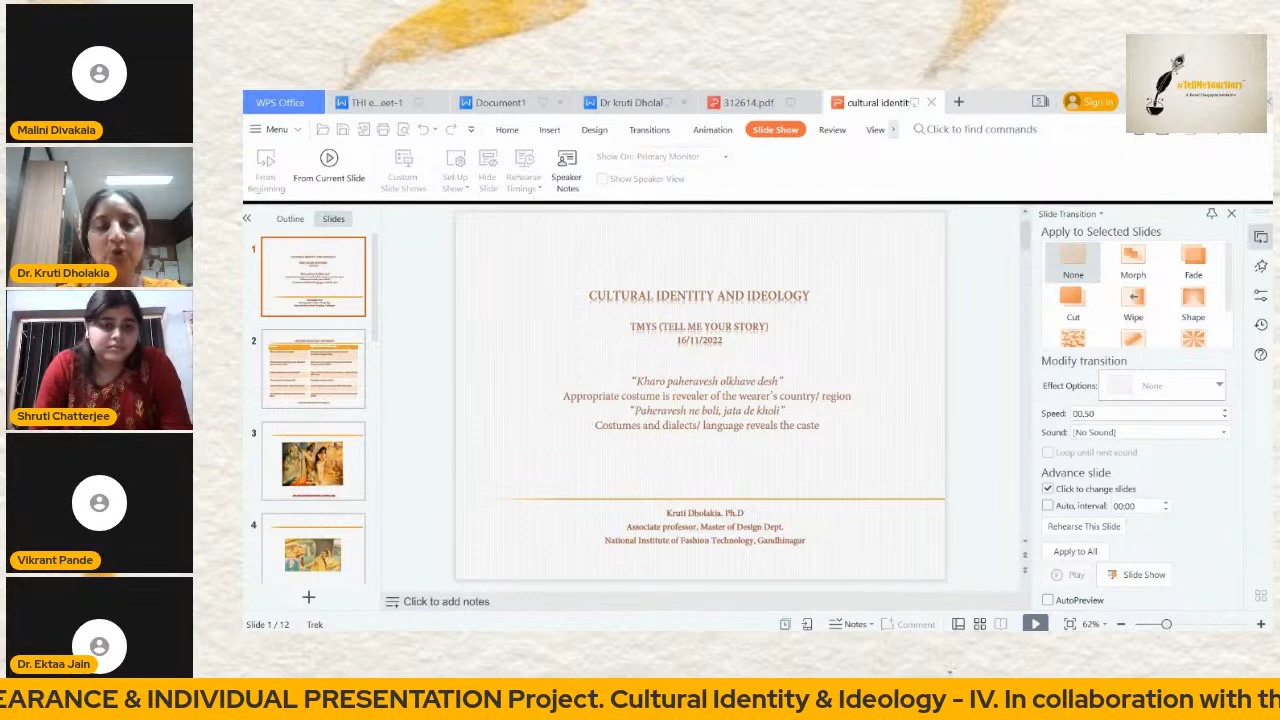 Malini Divakala
Dr. Kruti Dholakia
Shruti Chatterjee
Vikrant Pande
Dr. Ektaa Jain
#TellMeYourStory
WPS Office
THI e...eet-1
Document1
Dr kruti Dholal
312614.pdf
cultural identit
Sign in
Menu
Home
Insert
Design
Transitions
Animation
Slide Show
Review
View
Click to find commands
From Beginning
From Current Slide
Custom Slide Shows
Set Up Show
Hide Slide
Rehearse Timings
Speaker Notes
Show On: Primary Monitor
Show Speaker View
Outline
Slides
1
2
3
4
CULTURAL IDENTITY AND IDEOLOGY
TMYS (TELL ME YOUR STORY)
16/11/2022
“Kharo paheravesh olkhave desh”
Appropriate costume is revealer of the wearer's country/ region
“Paheravesh ne boli, jata de kholi”
Costumes and dialects/ language reveals the caste
Kruti Dholakia. Ph.D
Associate professor, Master of Design Dept.
National Institute of Fashion Technology, Gandhinagar
Slide Transition
Apply to Selected Slides
None
Morph
Fade
Cut
Wipe
Shape
Modify transition
Effect Options:
None
Speed: 00.50
Sound: [No Sound]
Loop until next sound
Advance slide
Click to change slides
Auto, interval: 00:00
Rehearse This Slide
Apply to All
Play
Slide Show
AutoPreview
Click to add notes
Slide 1 / 12
Trek
Notes
Comment
62%
EARANCE & INDIVIDUAL PRESENTATION Project. Cultural Identity & Ideology - IV. In collaboration with th